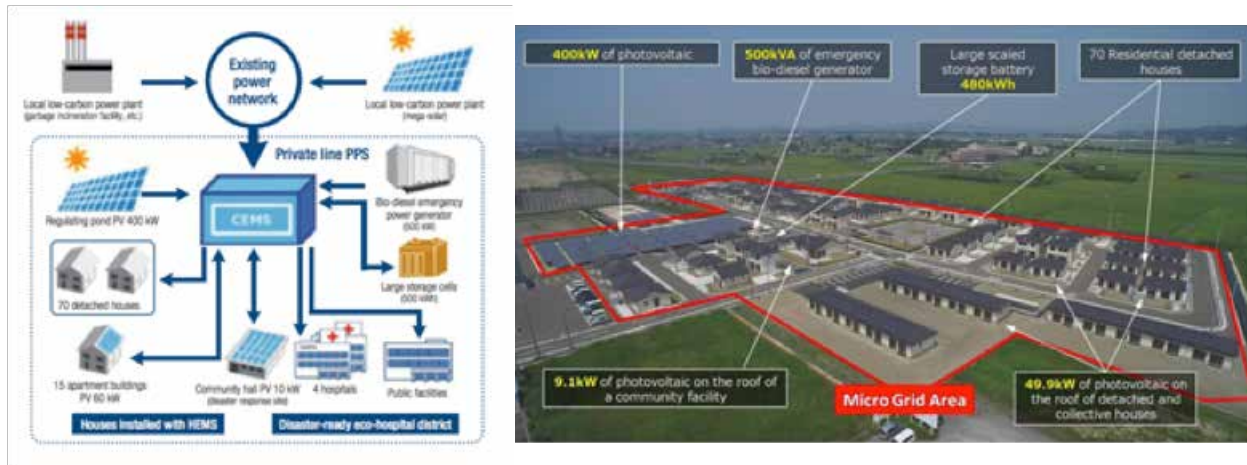 Existing
power
network
Local low-carbon power plant
(garbage incineration facility, etc.)
Local low-carbon power plant
(mega-solar)
Private line PPS
Regulating pond PV 400 kW
CEMS
Bio-diesel emergency
power generator
(500 kW)
Large storage cells
(500 kWh)
70 detached houses
15 apartment buildings
PV 60 kW
Community hall PV 10 kW
(disaster response site)
4 hospitals
Public facilities
Houses installed with HEMS
Disaster-ready eco-hospital district
400kW of photovoltaic
500kVA of emergency
bio-diesel generator
Large scaled
storage battery
480kWh
70 Residential detached
houses
9.1kW of photovoltaic on the roof of
a community facility
Micro Grid Area
49.9kW of photovoltaic on
the roof of detached and
collective houses